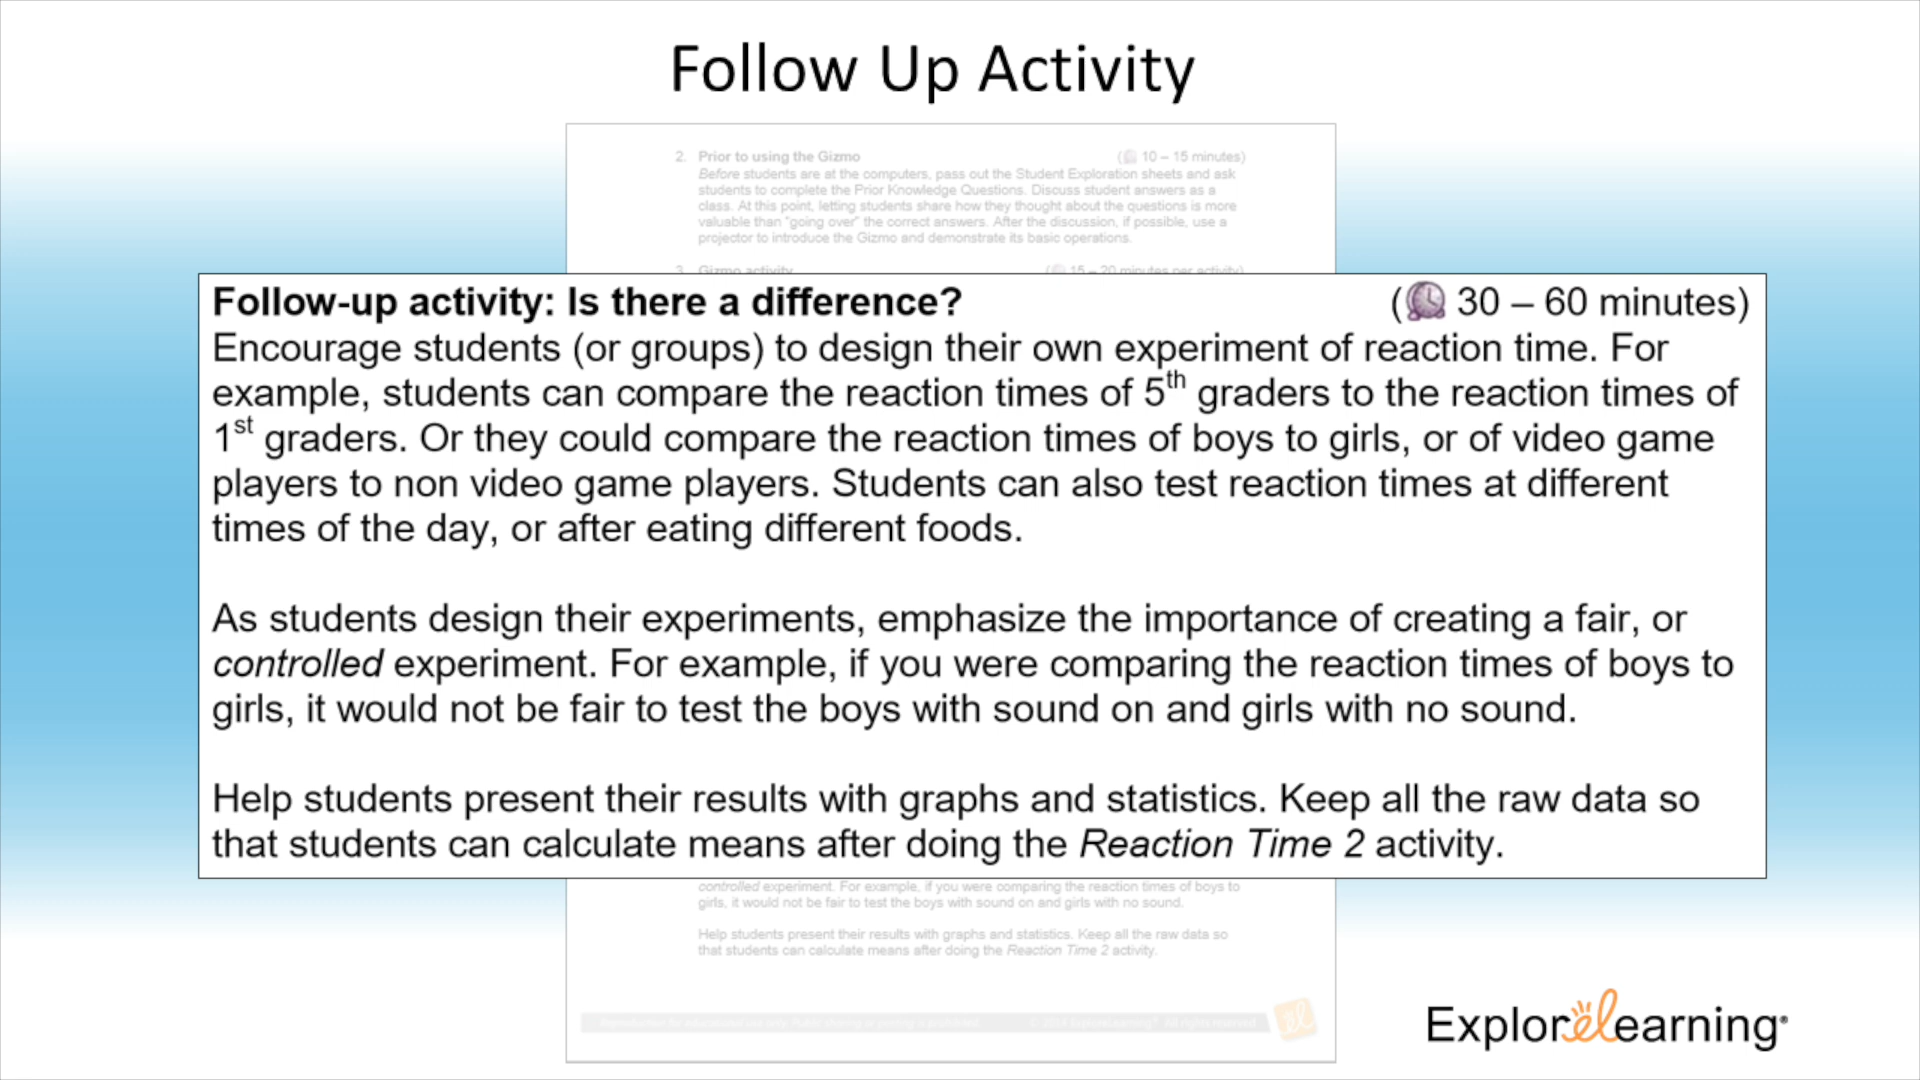 Follow Up Activity
2. Prior to using the Gizmo (10 – 15 minutes)
Before students are at the computers, pass out the Student Exploration sheets and ask
students to complete the Prior Knowledge Questions. Discuss student answers as a
class. At this point, letting students share how they thought about the questions is more
valuable than "going over" the correct answers. After the discussion, if possible, use a
projector to introduce the Gizmo and demonstrate its basic operations.
3. Gizmo activity (15 – 20 minutes per activity)
Follow-up activity: Is there a difference? (30 – 60 minutes)
Encourage students (or groups) to design their own experiment of reaction time. For
example, students can compare the reaction times of 5th graders to the reaction times of
1st graders. Or they could compare the reaction times of boys to girls, or of video game
players to non video game players. Students can also test reaction times at different
times of the day, or after eating different foods.
As students design their experiments, emphasize the importance of creating a fair, or
controlled experiment. For example, if you were comparing the reaction times of boys to
girls, it would not be fair to test the boys with sound on and girls with no sound.
Help students present their results with graphs and statistics. Keep all the raw data so
that students can calculate means after doing the Reaction Time 2 activity.
controlled experiment. For example, if you were comparing the reaction times of boys to
girls, it would not be fair to test the boys with sound on and girls with no sound.
Help students present their results with graphs and statistics. Keep all the raw data so
that students can calculate means after doing the Reaction Time 2 activity.
ExploreLearning